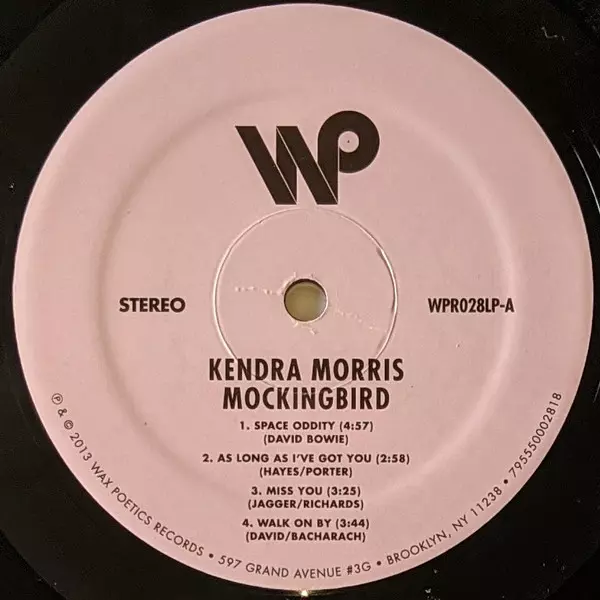 WP
STEREO
WPR028LP-A
KENDRA MORRIS
MOCKINGBIRD
1. SPACE ODDITY (4:57)
(DAVID BOWIE)
2. AS LONG AS I'VE GOT YOU (2:58)
(HAYES/PORTER)
3. MISS YOU (3:25)
(JAGGER/RICHARDS)
4. WALK ON BY (3:44)
(DAVID/BACHARACH)
℗ & © 2013 WAX POETICS RECORDS • 597 GRAND AVENUE #3G • BROOKLYN, NY 11238 • 795550002818